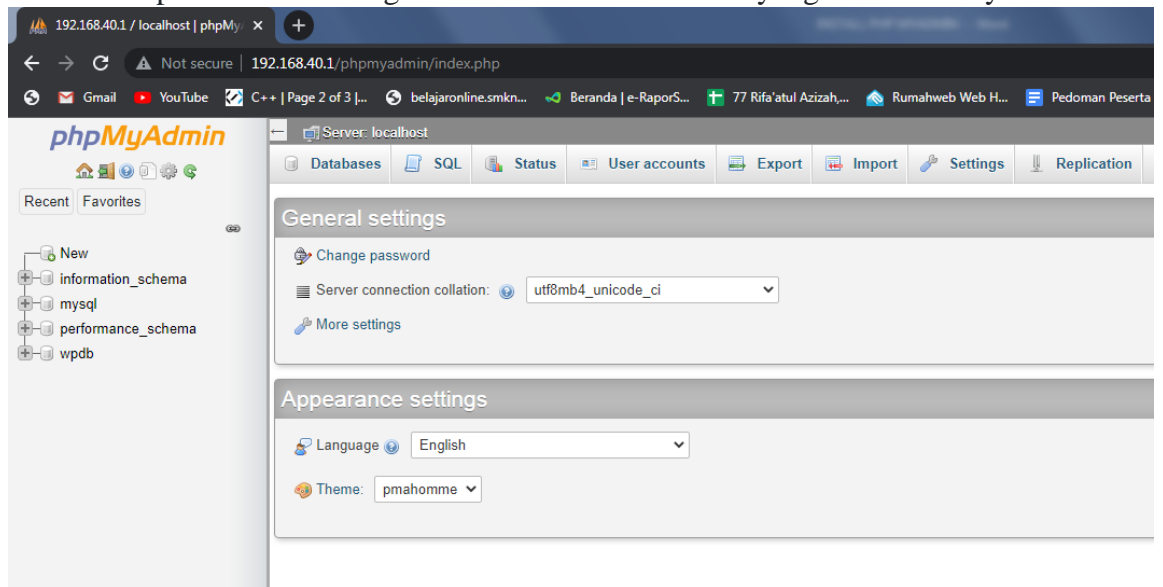 192.168.40.1 / localhost | phpMy
Not secure | 192.168.40.1/phpmyadmin/index.php
Gmail YouTube C++ | Page 2 of 3 |... belajaronline.smkn... Beranda | e-RaporS... 77 Rifa'atul Azizah,... Rumahweb Web H... Pedoman Peserta
phpMyAdmin
Recent Favorites
New
information_schema
mysql
performance_schema
wpdb
Server: localhost
Databases SQL Status User accounts Export Import Settings Replication
General settings
Change password
Server connection collation: utf8mb4_unicode_ci
More settings
Appearance settings
Language English
Theme: pmahomme